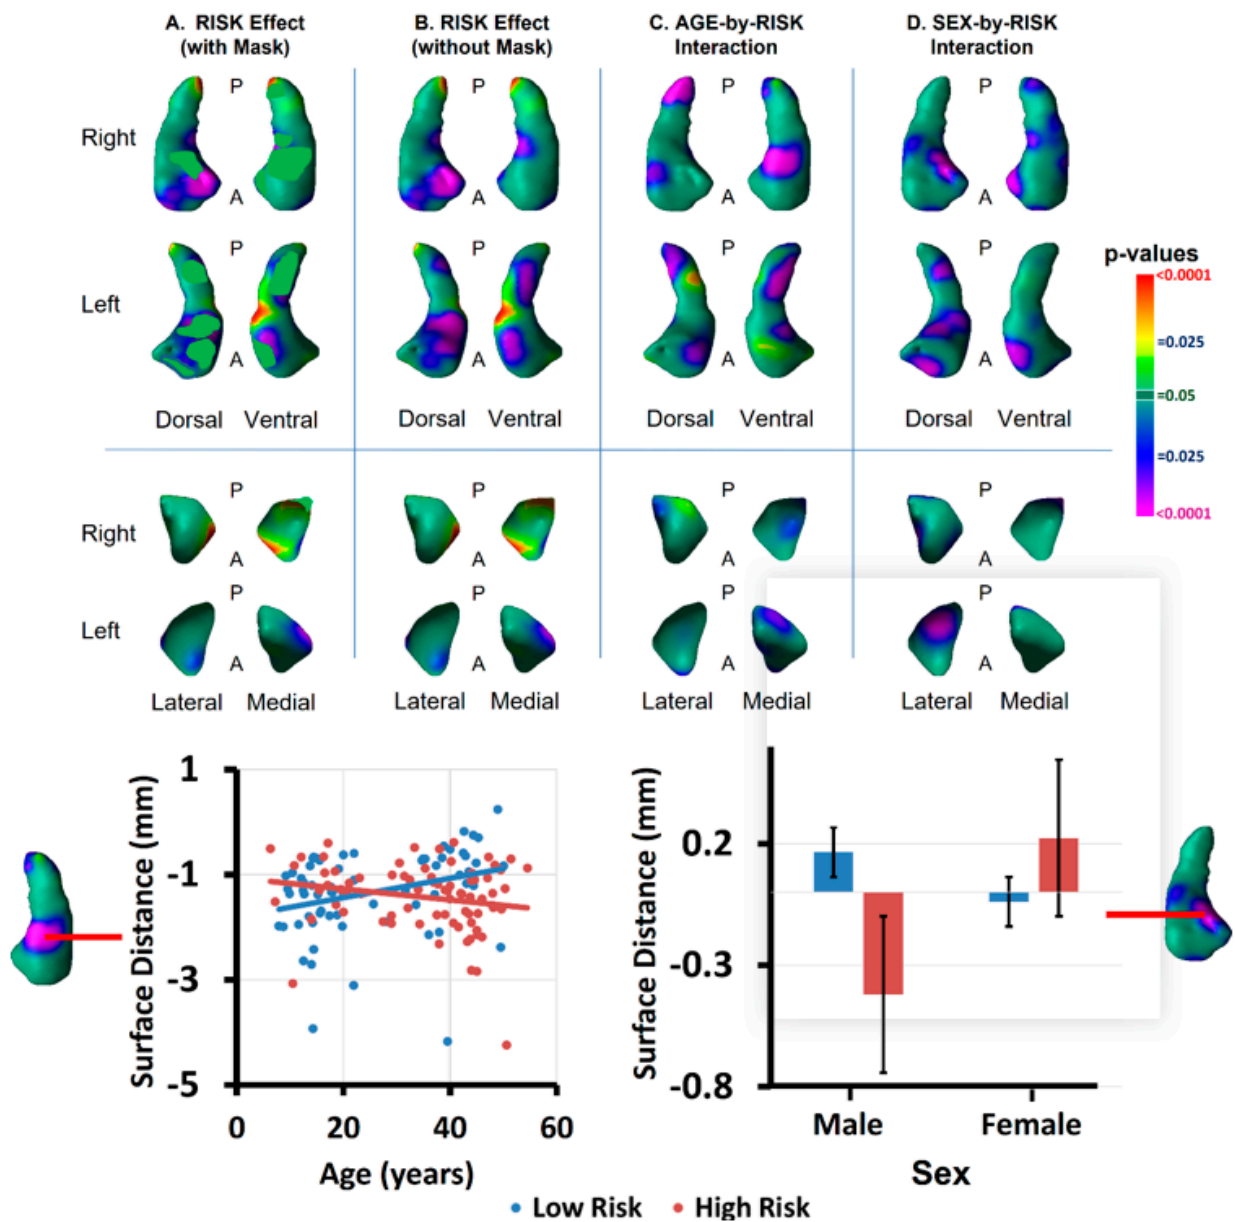 A. RISK Effect
(with Mask)
B. RISK Effect
(without Mask)
C. AGE-by-RISK
Interaction
D. SEX-by-RISK
Interaction
P P P P
Right
A A A A
P P P P
Left
A A A A
Dorsal Ventral Dorsal Ventral Dorsal Ventral Dorsal Ventral
p-values
<0.0001
=0.025
=0.05
=0.025
<0.0001
P P P P
Right
A A A A
P P P P
Left
A A A A
Lateral Medial Lateral Medial Lateral Medial Lateral Medial
Surface Distance (mm)
1
-1
-3
-5
0 20 40 60
Age (years)
Surface Distance (mm)
0.2
-0.3
-0.8
Male Female
Sex
Low Risk High Risk